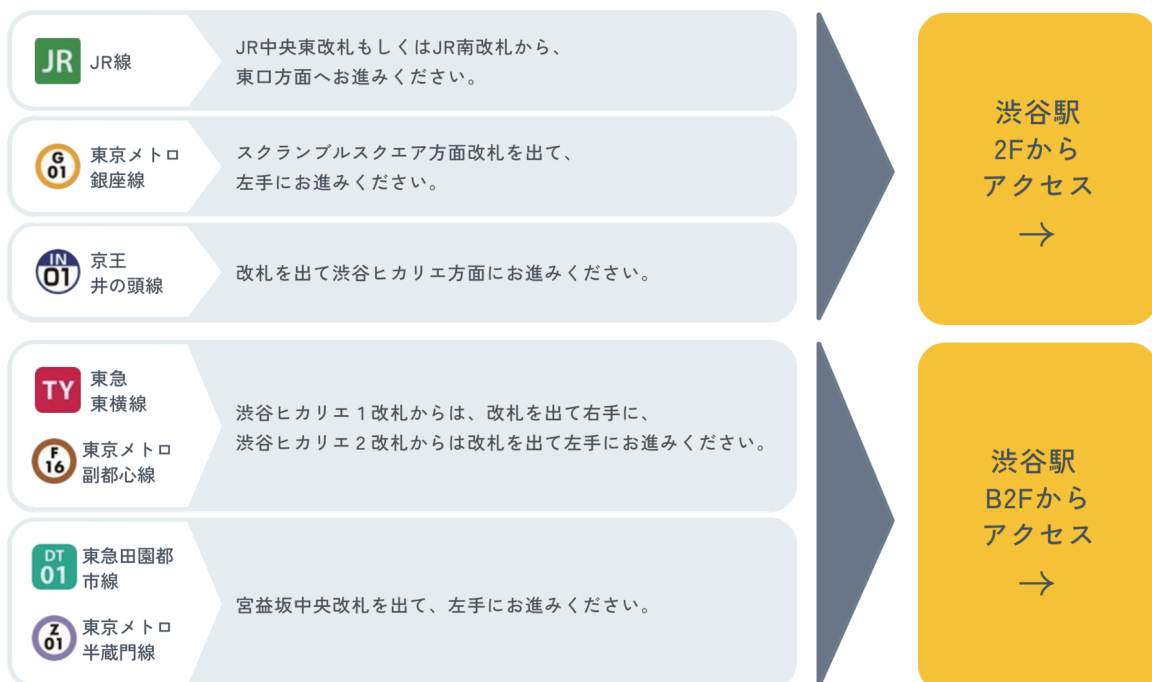 JR
JR線
JR中央東改札もしくはJR南改札から、
東口方面へお進みください。
G
01
東京メトロ
銀座線
スクランブルスクエア方面改札を出て、
左手にお進みください。
IN
01
京王
井の頭線
改札を出て渋谷ヒカリエ方面にお進みください。
渋谷駅
2Fから
アクセス
→
TY
東急
東横線
F
16
東京メトロ
副都心線
渋谷ヒカリエ1改札からは、改札を出て右手に、
渋谷ヒカリエ2改札からは改札を出て左手にお進みください。
DT
01
東急田園都
市線
Z
01
東京メトロ
半蔵門線
宮益坂中央改札を出て、左手にお進みください。
渋谷駅
B2Fから
アクセス
→